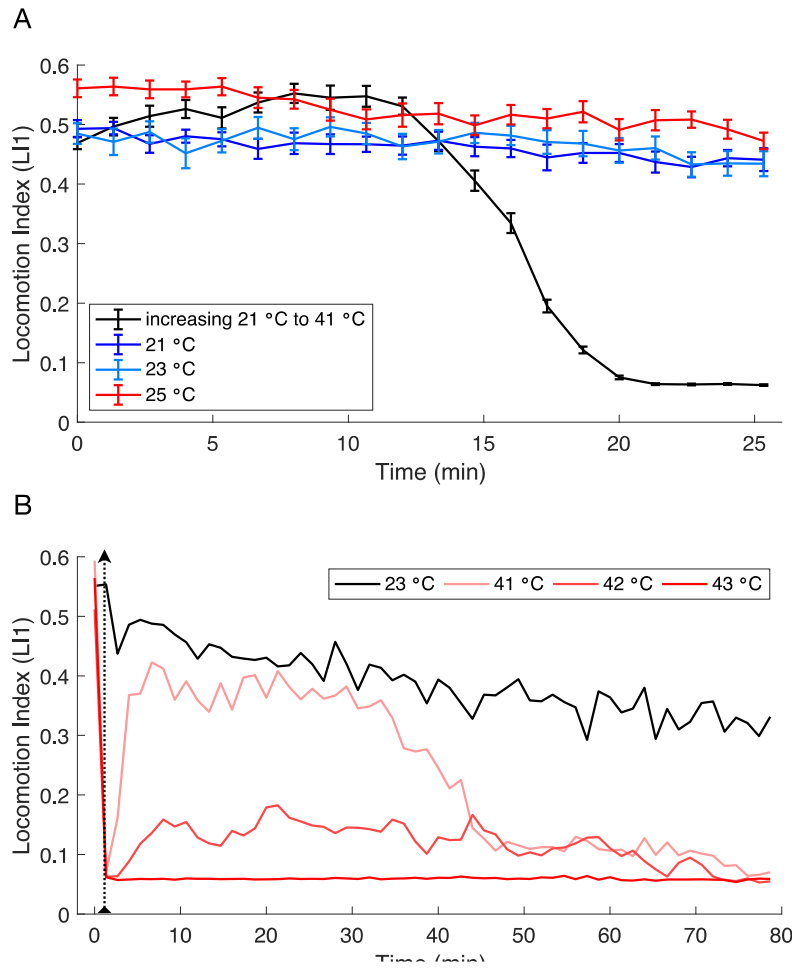 A
0.6
0.5
0.4
0.3
0.2
0.1
0
Locomotion Index (LI1)
increasing 21 °C to 41 °C
21 °C
23 °C
25 °C
0 5 10 15 20 25
Time (min)
B
0.6
0.5
0.4
0.3
0.2
0.1
0
Locomotion Index (LI1)
23 °C 41 °C 42 °C 43 °C
0 10 20 30 40 50 60 70 80
Time (min)